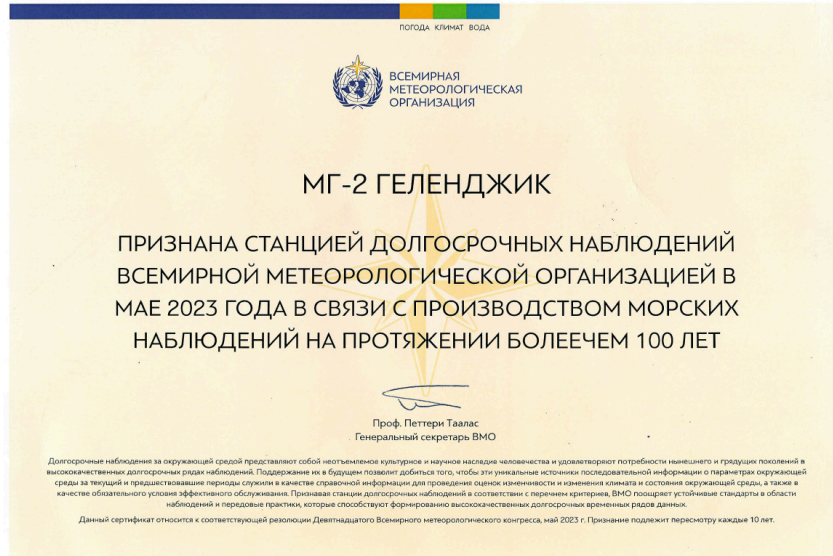 ПОГОДА КЛИМАТ ВОДА
ВСЕМИРНАЯ
МЕТЕОРОЛОГИЧЕСКАЯ
ОРГАНИЗАЦИЯ
МГ-2 ГЕЛЕНДЖИК
ПРИЗНАНА СТАНЦИЕЙ ДОЛГОСРОЧНЫХ НАБЛЮДЕНИЙ
ВСЕМИРНОЙ МЕТЕОРОЛОГИЧЕСКОЙ ОРГАНИЗАЦИЕЙ В
МАЕ 2023 ГОДА В СВЯЗИ С ПРОИЗВОДСТВОМ МОРСКИХ
НАБЛЮДЕНИЙ НА ПРОТЯЖЕНИИ БОЛЕЕЧЕМ 100 ЛЕТ
Проф. Петтери Таалас
Генеральный секретарь ВМО
Долгосрочные наблюдения за окружающей средой представляют собой неотъемлемое культурное и научное наследие человечества и удовлетворяют потребности нынешнего и грядущих поколений в
высококачественных долгосрочных рядах наблюдений. Поддержание их в будущем позволит добиться того, чтобы эти уникальные источники последовательной информации о параметрах окружающей
среды за текущий и предшествовавшие периоды служили в качестве справочной информации для проведения оценок изменчивости и изменения климата и состояния окружающей среды, а также в
качестве обязательного условия эффективного обслуживания. Признавая станции долгосрочных наблюдений в соответствии с перечнем критериев, ВМО поощряет устойчивые стандарты в области
наблюдений и передовые практики, которые способствуют формированию высококачественных долгосрочных временных рядов данных.
Данный сертификат относится к соответствующей резолюции Девятнадцатого Всемирного метеорологического конгресса, май 2023 г. Признание подлежит пересмотру каждые 10 лет.